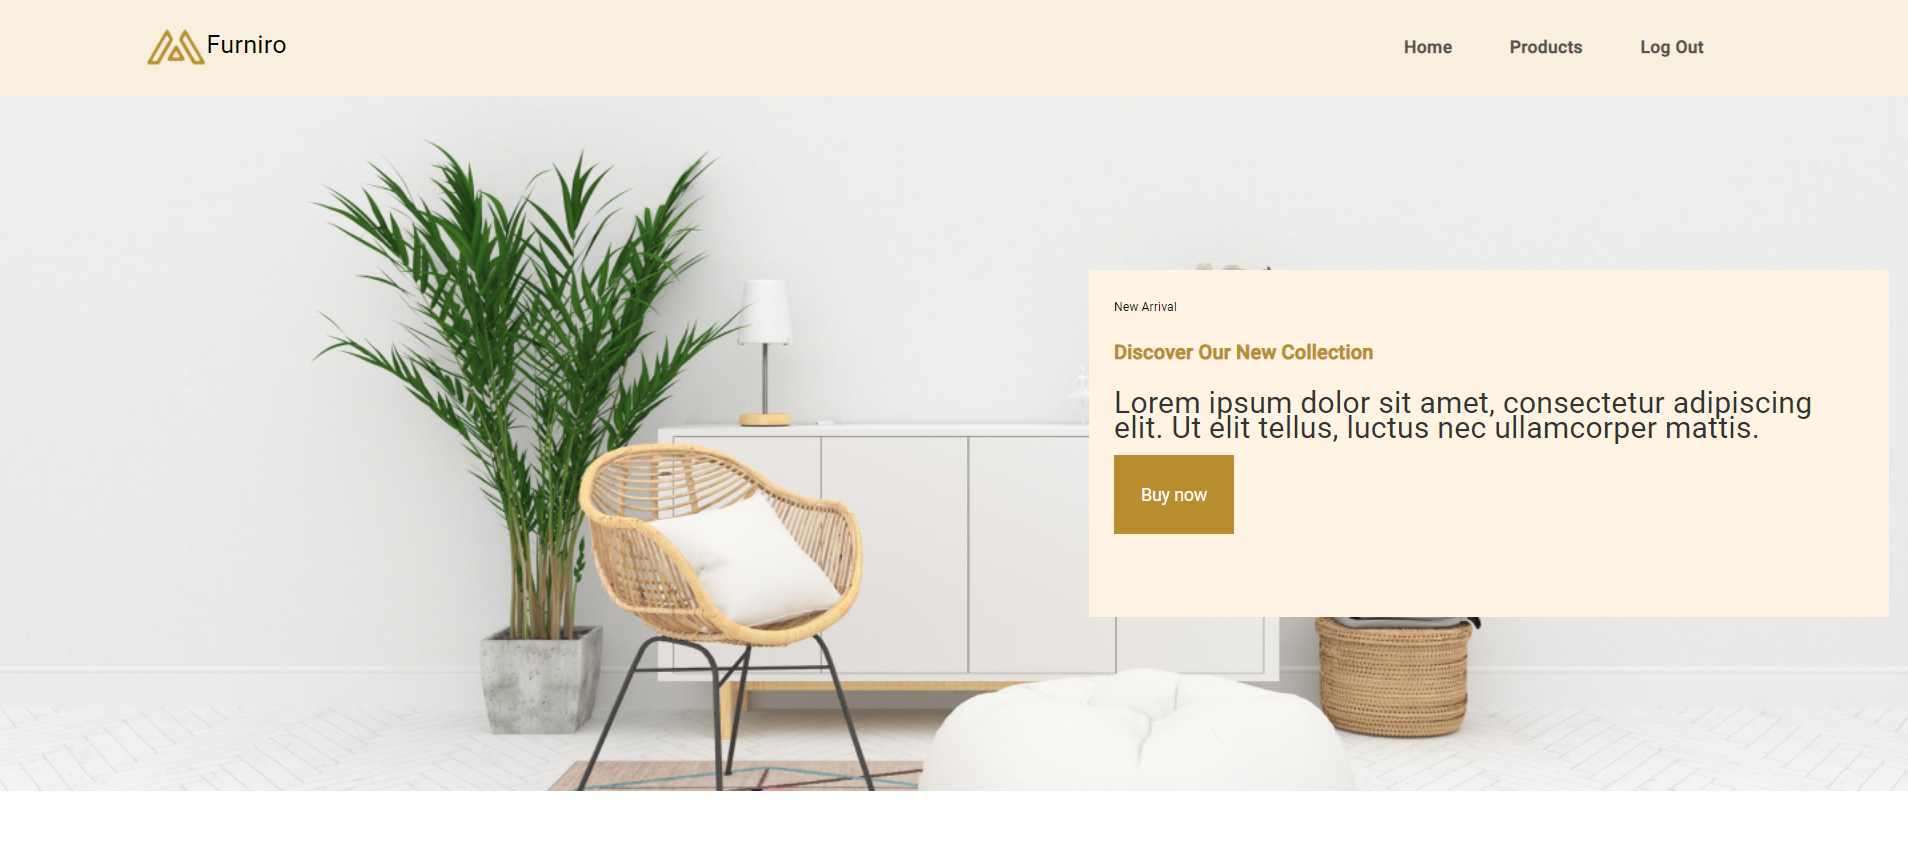 Furniro
Home Products Log Out
New Arrival
Discover Our New Collection
Lorem ipsum dolor sit amet, consectetur adipiscing
elit. Ut elit tellus, luctus nec ullamcorper mattis.
Buy now